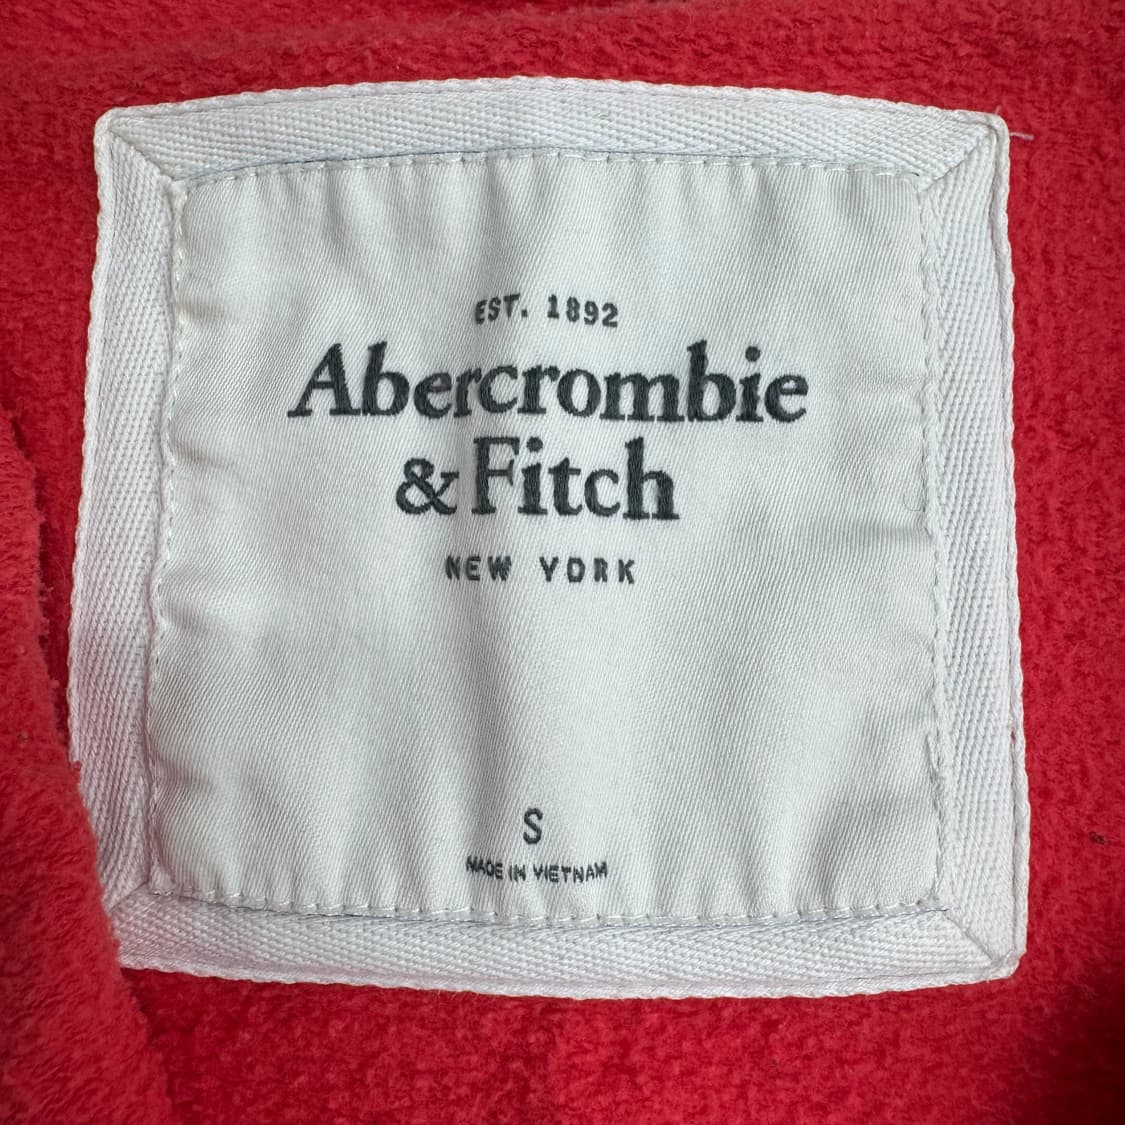 EST. 1892
Abercrombie
& Fitch
NEW YORK
S
MADE IN VIETNAM